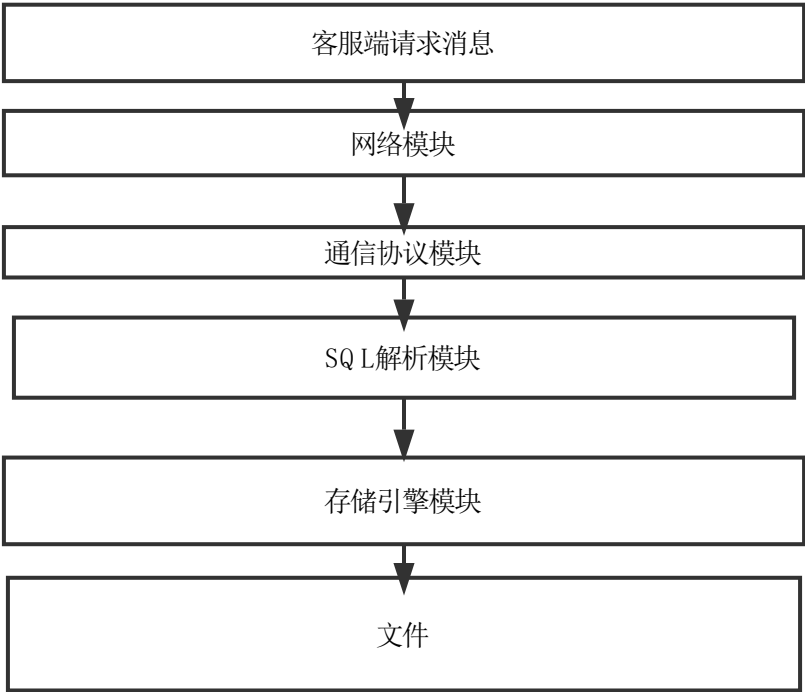 客服端请求消息
网络模块
通信协议模块
SQL解析模块
存储引擎模块
文件